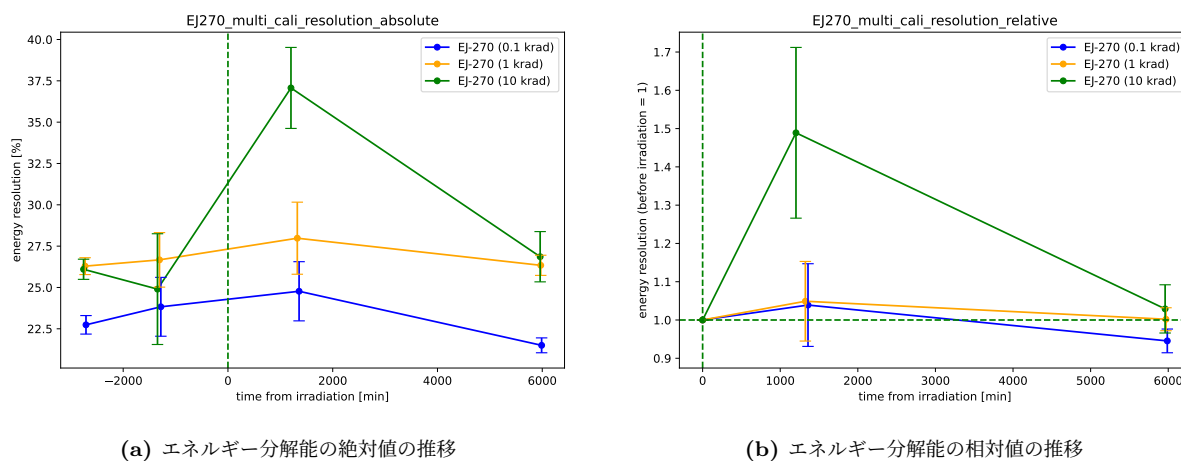 EJ270_multi_cali_resolution_absolute
40.0
37.5
35.0
32.5
30.0
27.5
25.0
22.5
energy resolution [%]
EJ-270 (0.1 krad)
EJ-270 (1 krad)
EJ-270 (10 krad)
−2000
0
2000
4000
6000
time from irradiation [min]
(a) エネルギー分解能の絶対値の推移
EJ270_multi_cali_resolution_relative
1.7
1.6
1.5
1.4
1.3
1.2
1.1
1.0
0.9
energy resolution (before irradiation = 1)
EJ-270 (0.1 krad)
EJ-270 (1 krad)
EJ-270 (10 krad)
0
1000
2000
3000
4000
5000
6000
time from irradiation [min]
(b) エネルギー分解能の相対値の推移